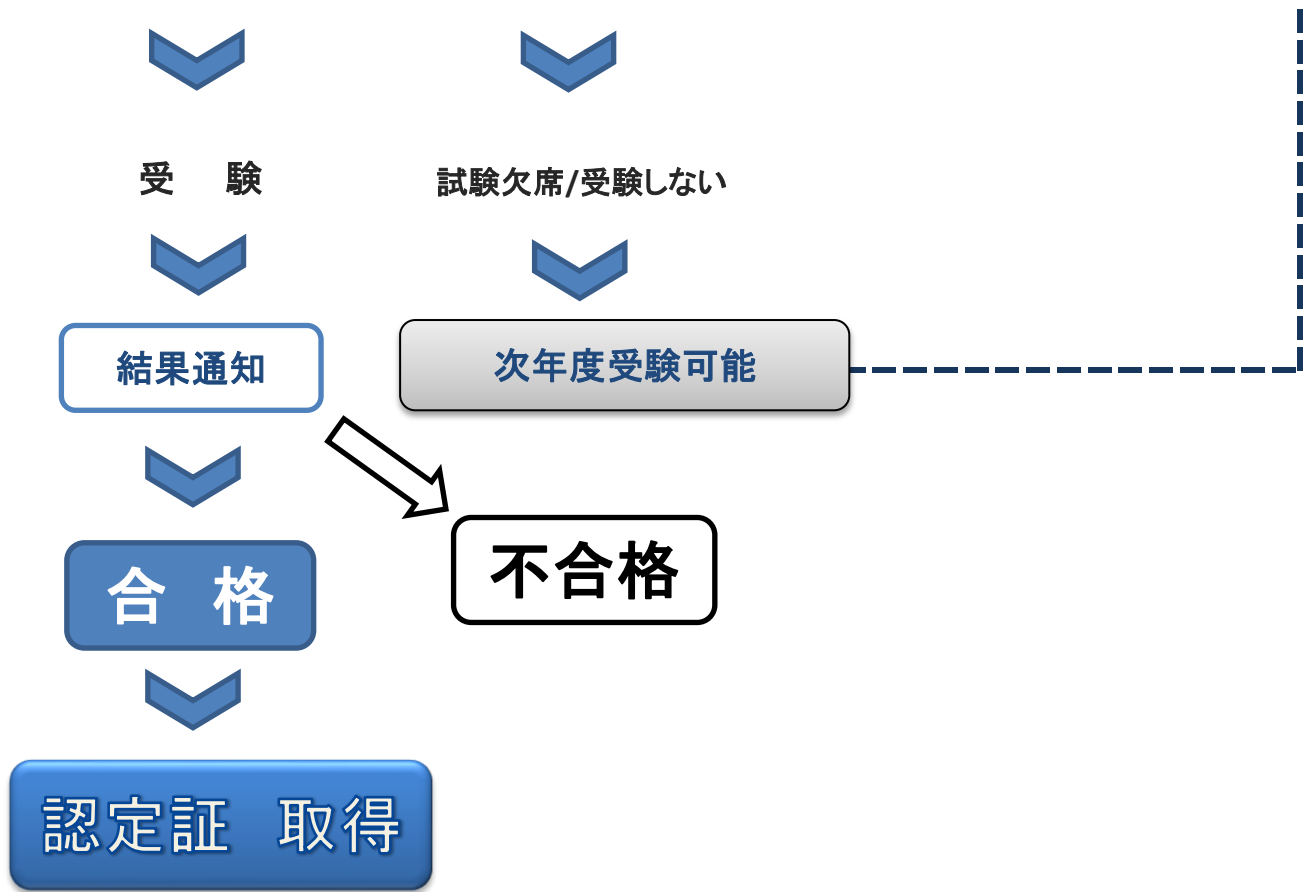 受　験
試験欠席/受験しない
結果通知
次年度受験可能
不合格
合　格
認定証　取得